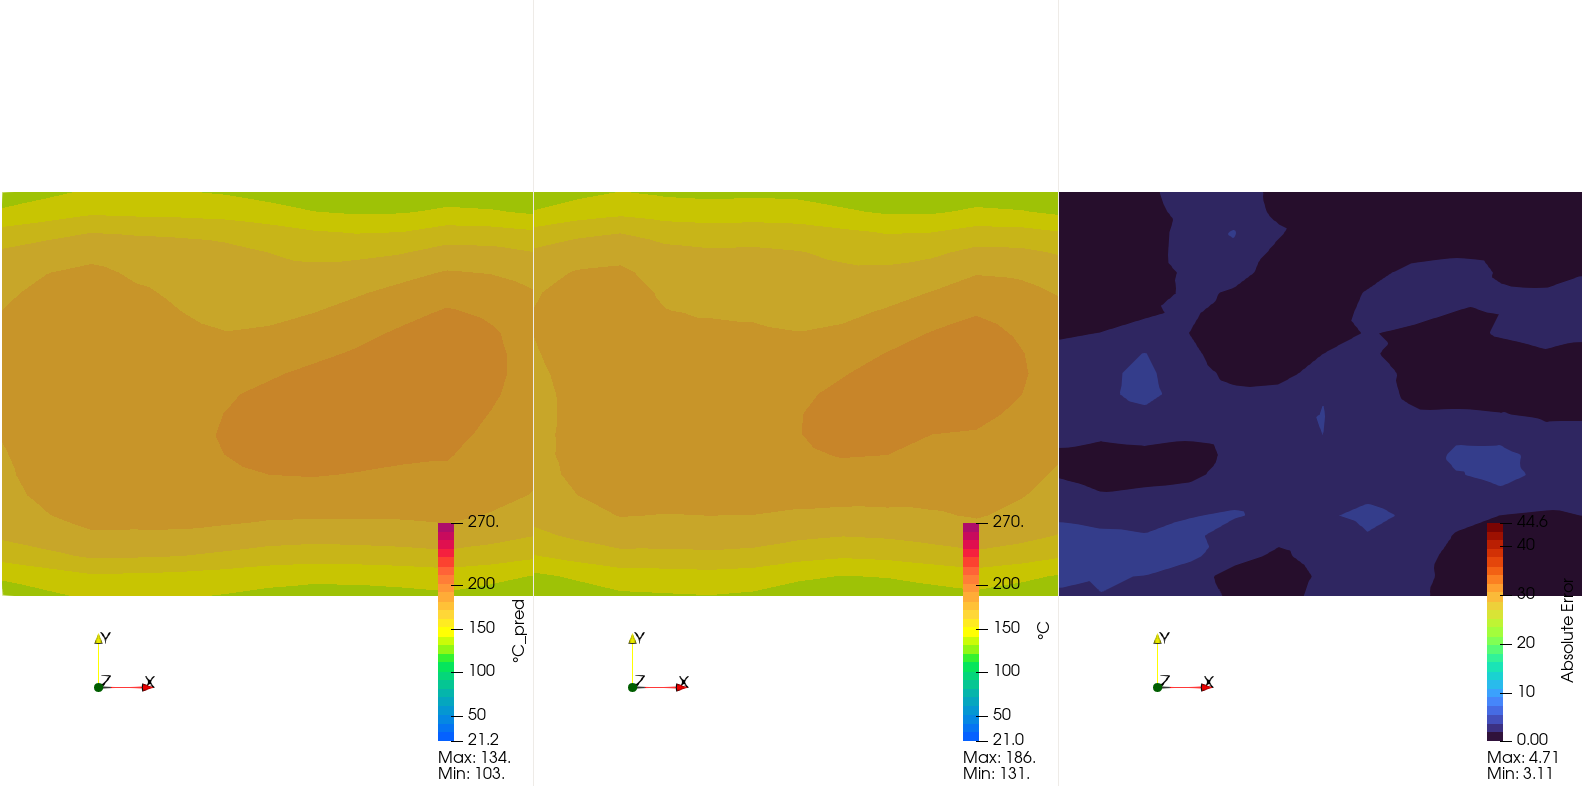 270.
200
150
100
50
21.2
°C_pred
Max: 134.
Min: 103.
Y
Z
X
270.
200
150
100
50
21.0
°C
Max: 186.
Min: 131.
Y
Z
X
44.6
40
30
20
10
0.00
Absolute Error
Max: 4.71
Min: 3.11
Y
Z
X